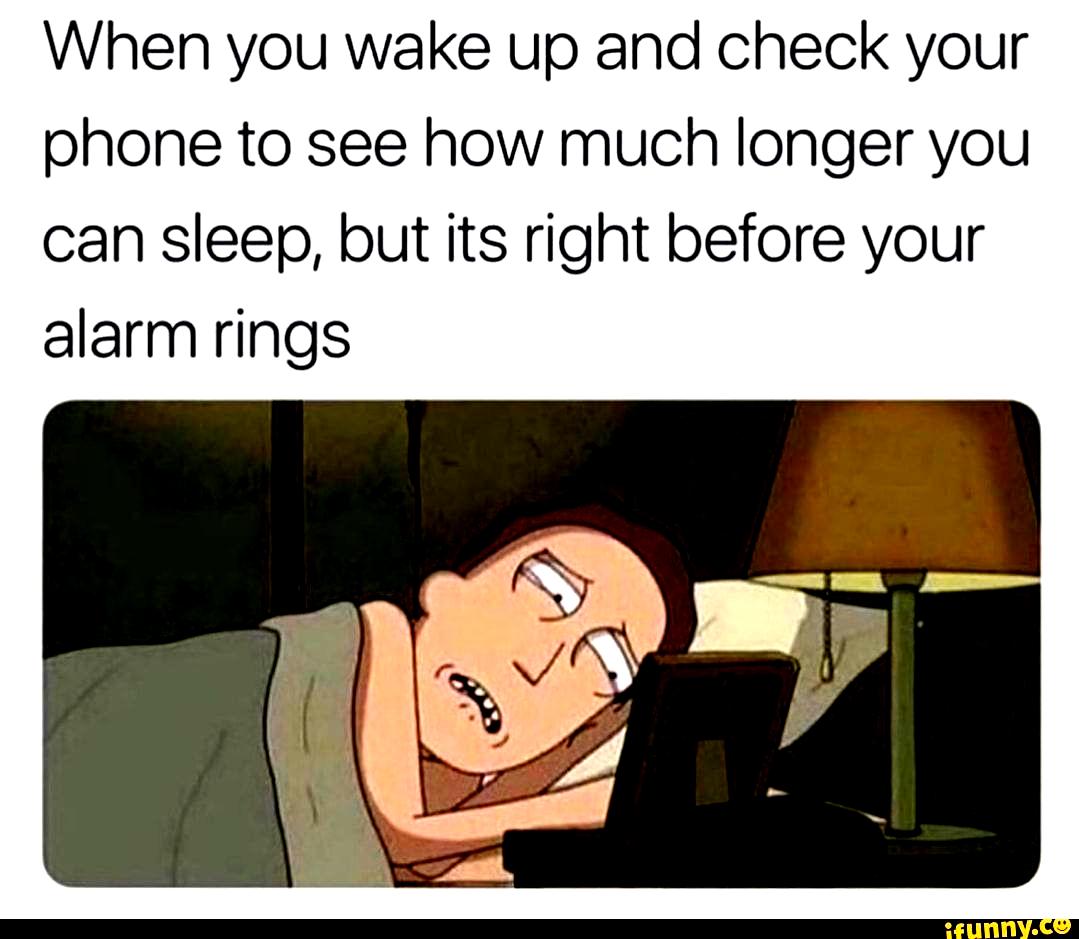 When you wake up and check your
phone to see how much longer you
can sleep, but its right before your
alarm rings
ifunny.co